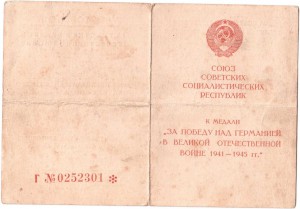 Г №0252301 *
СОЮЗ
СОВЕТСКИХ
СОЦИАЛИСТИЧЕСКИХ
РЕСПУБЛИК
К МЕДАЛИ
„ЗА ПОБЕДУ НАД ГЕРМАНИЕЙ
В ВЕЛИКОЙ ОТЕЧЕСТВЕННОЙ
ВОЙНЕ 1941—1945 гг."